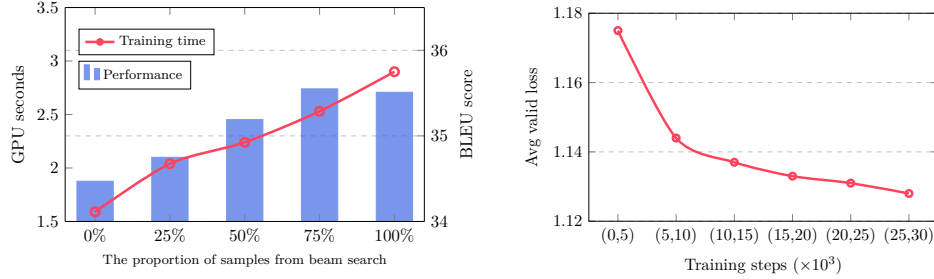 3.5
3
2.5
2
1.5
GPU seconds
Training time
Performance
36
35
34
BLEU score
0% 25% 50% 75% 100%
The proportion of samples from beam search
1.18
1.16
1.14
1.12
Avg valid loss
(0,5) (5,10) (10,15) (15,20) (20,25) (25,30)
Training steps (×10³)